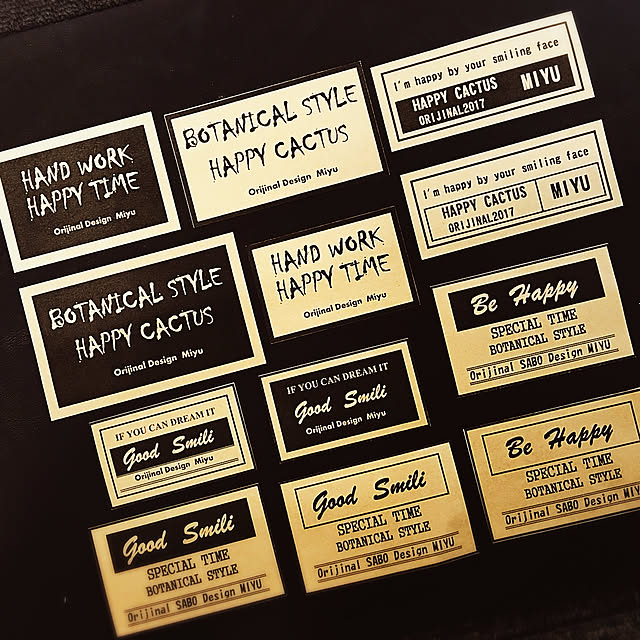 HAND WORK
HAPPY TIME
Orijinal Design Miyu
BOTANICAL STYLE
HAPPY CACTUS
Orijinal Design Miyu
I'm happy by your smiling face
HAPPY CACTUS
ORIJINAL2017
MIYU
I'm happy by your smiling face
HAPPY CACTUS
ORIJINAL2017
MIYU
BOTANICAL STYLE
HAPPY CACTUS
Orijinal Design Miyu
HAND WORK
HAPPY TIME
Orijinal Design Miyu
Be Happy
SPECIAL TIME
BOTANICAL STYLE
Orijinal SABO Design MIYU
IF YOU CAN DREAM IT
Good Smili
Orijinal Design Miyu
IF YOU CAN DREAM IT
Good Smili
Orijinal Design Miyu
Be Happy
SPECIAL TIME
BOTANICAL STYLE
Orijinal SABO Design MIY
Good Smili
SPECIAL TIME
BOTANICAL STYLE
Orijinal SABO Design MIYU
Good Smili
SPECIAL TIME
BOTANICAL STYLE
Orijinal SABO Design MIYU